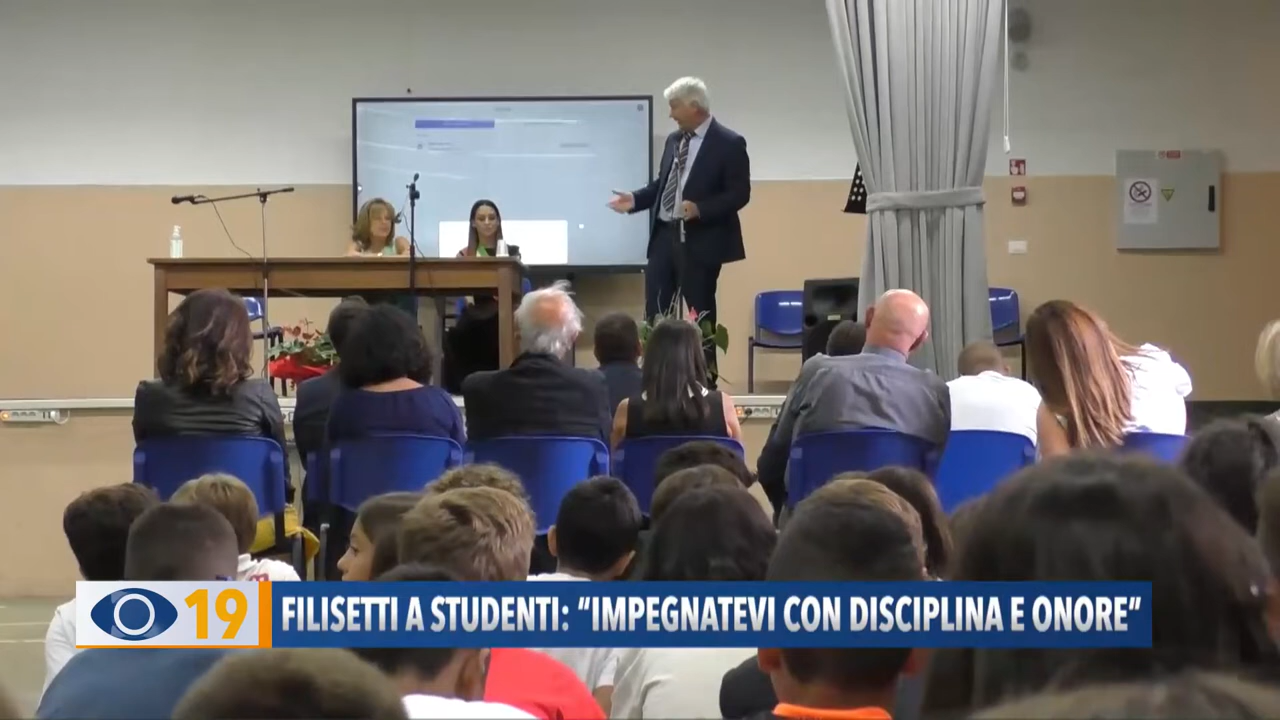 19
FILISETTI A STUDENTI: “IMPEGNATEVI CON DISCIPLINA E ONORE”